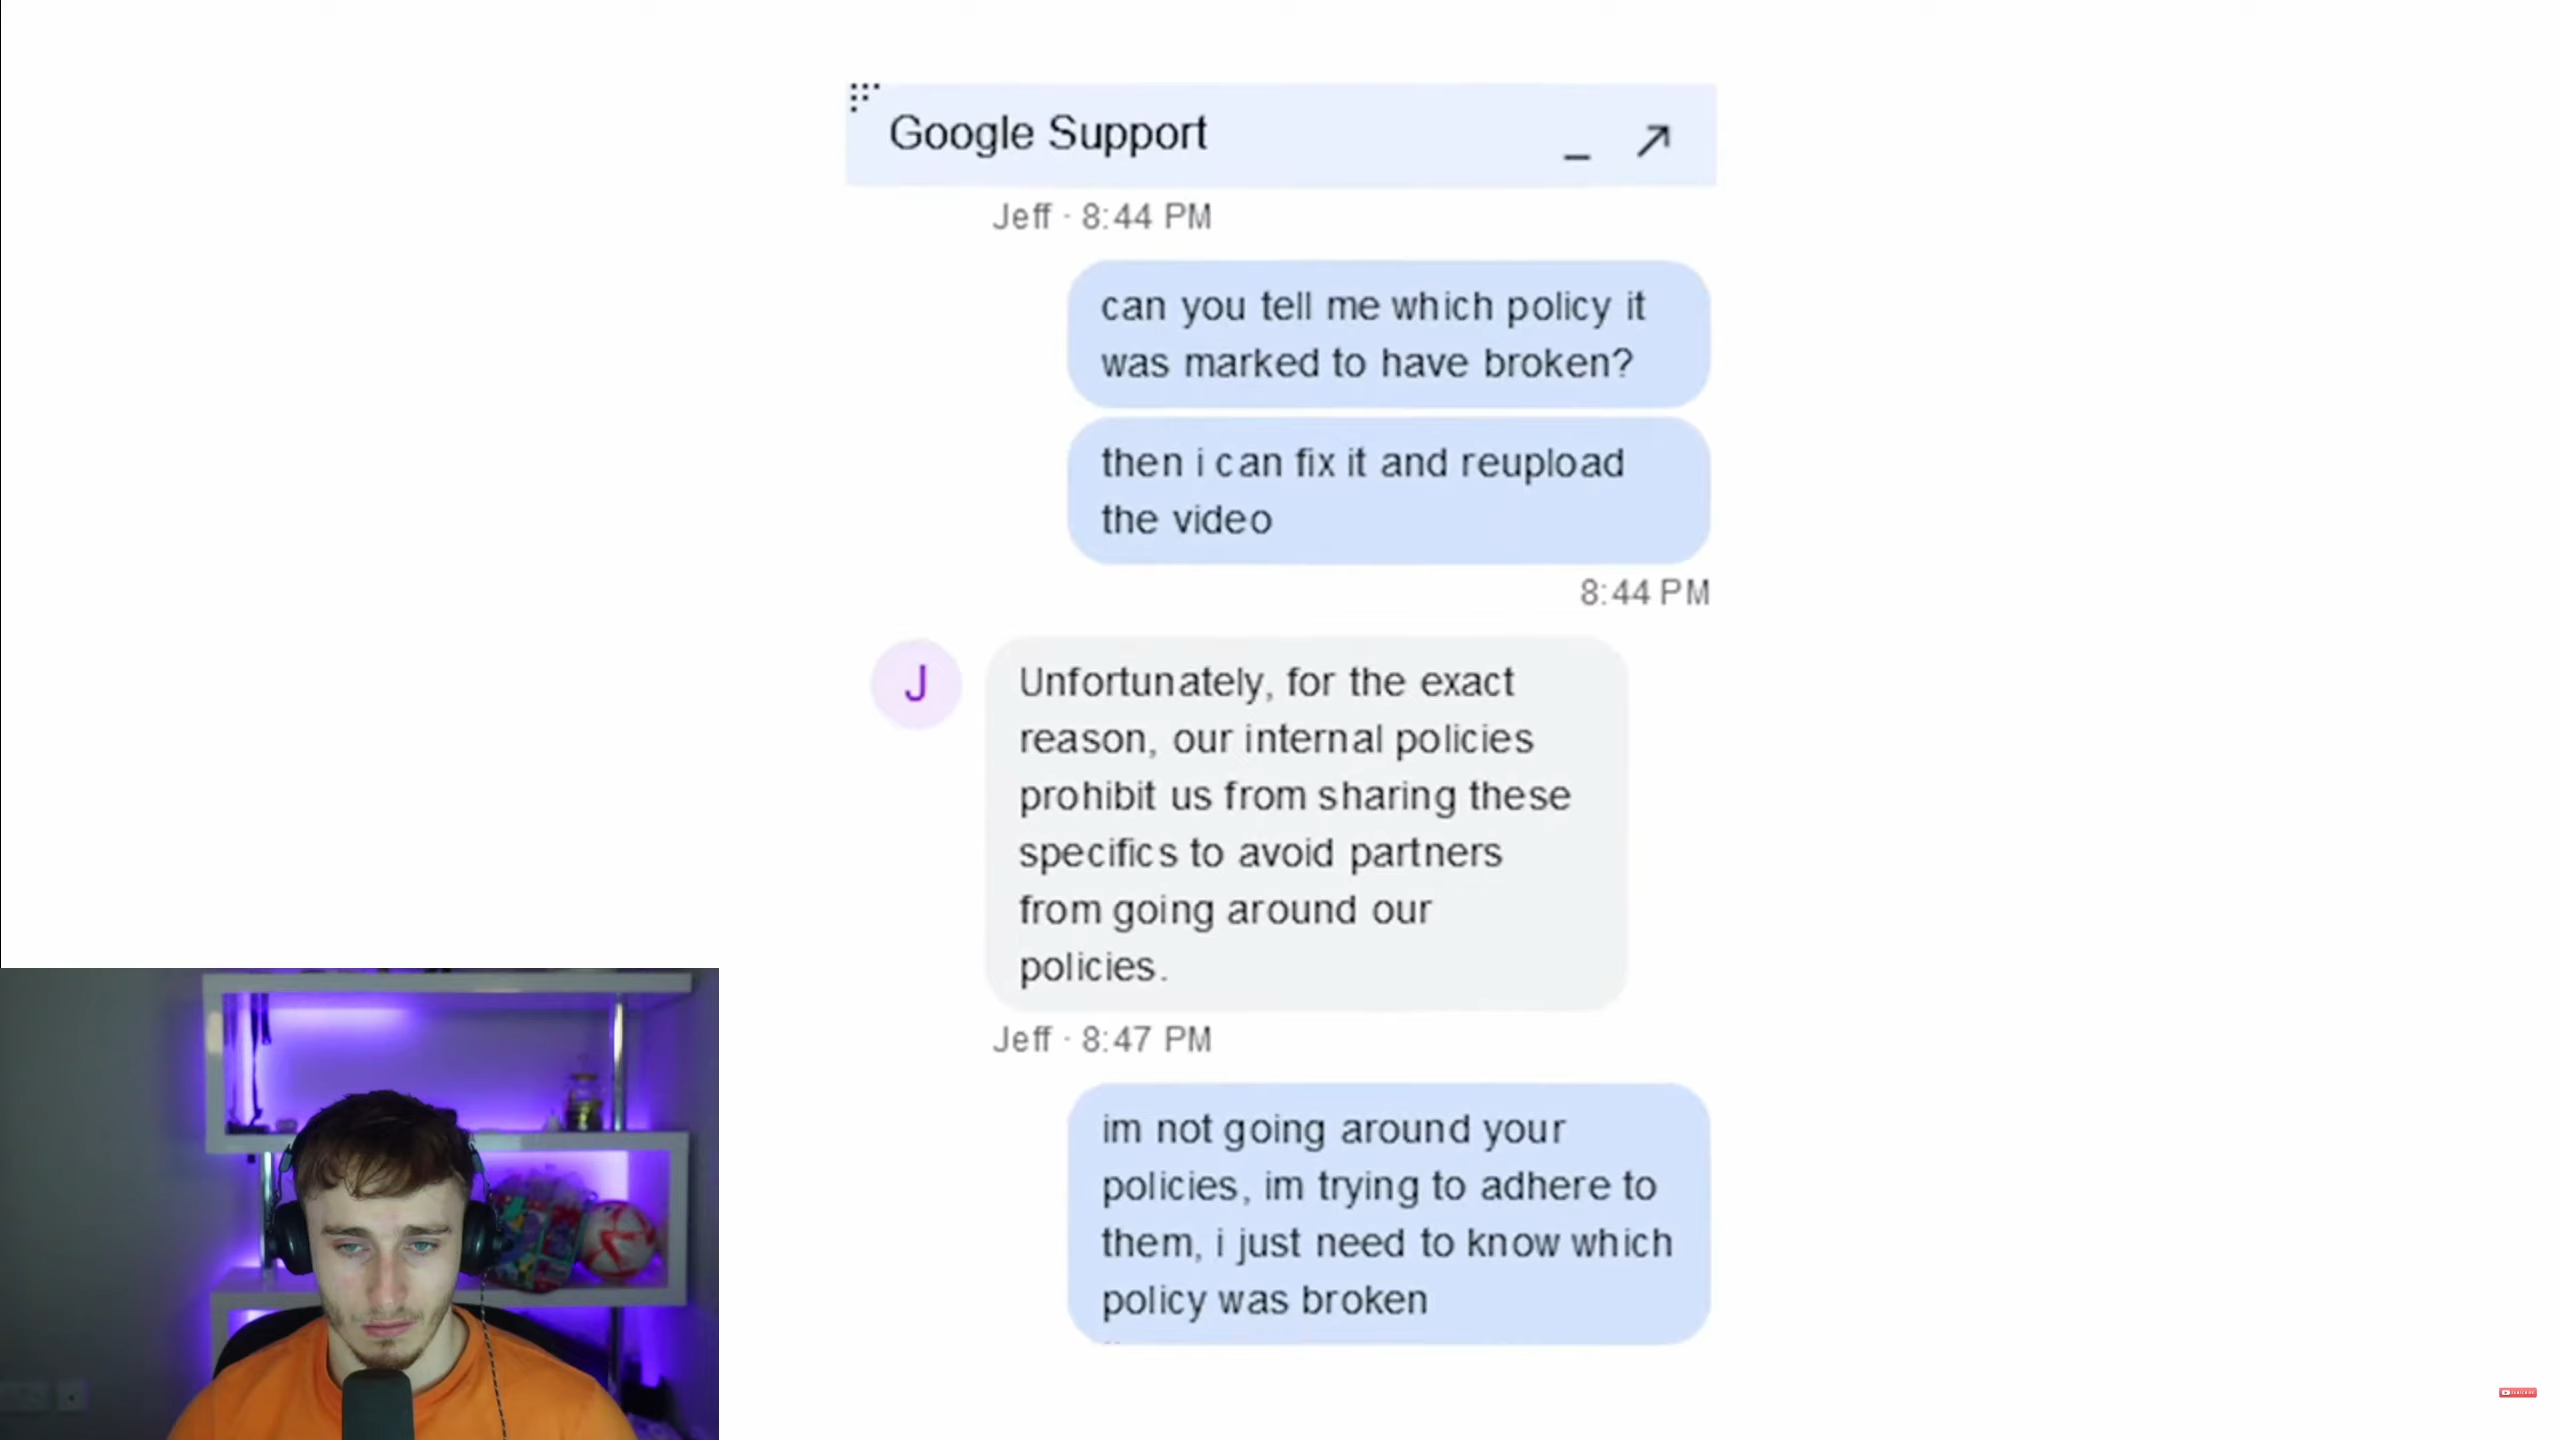 Google Support
Jeff · 8:44 PM
can you tell me which policy it
was marked to have broken?
then i can fix it and reupload
the video
8:44 PM
J
Unfortunately, for the exact
reason, our internal policies
prohibit us from sharing these
specifics to avoid partners
from going around our
policies.
Jeff · 8:47 PM
im not going around your
policies, im trying to adhere to
them, i just need to know which
policy was broken